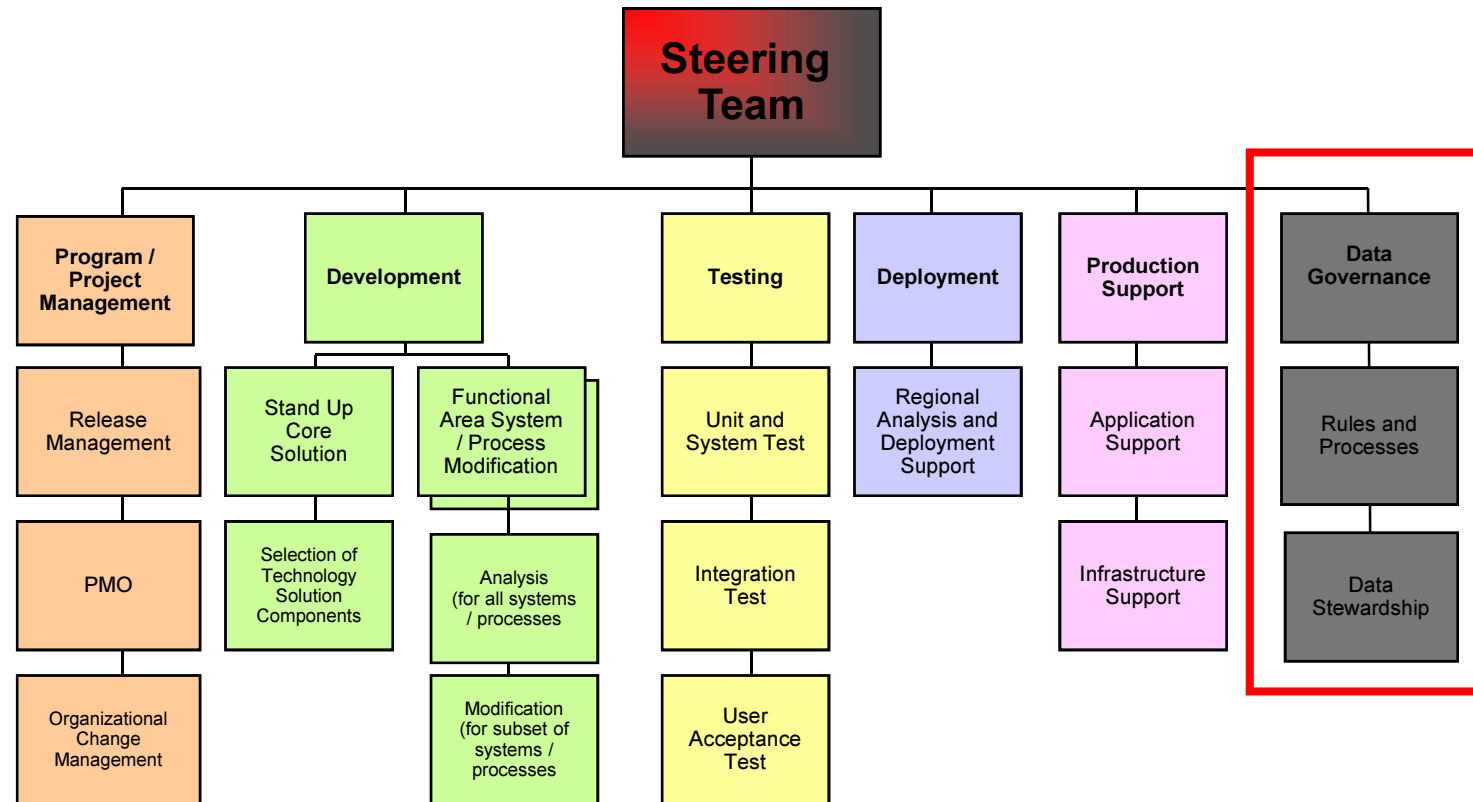 Steering
Team
Program /
Project
Management
Development
Testing
Deployment
Production
Support
Data
Governance
Release
Management
Stand Up
Core
Solution
Functional
Area System
/ Process
Modification
Unit and
System Test
Regional
Analysis and
Deployment
Support
Application
Support
Rules and
Processes
PMO
Selection of
Technology
Solution
Components
Analysis
(for all systems
/ processes
Integration
Test
Infrastructure
Support
Data
Stewardship
Organizational
Change
Management
Modification
(for subset of
systems /
processes
User
Acceptance
Test